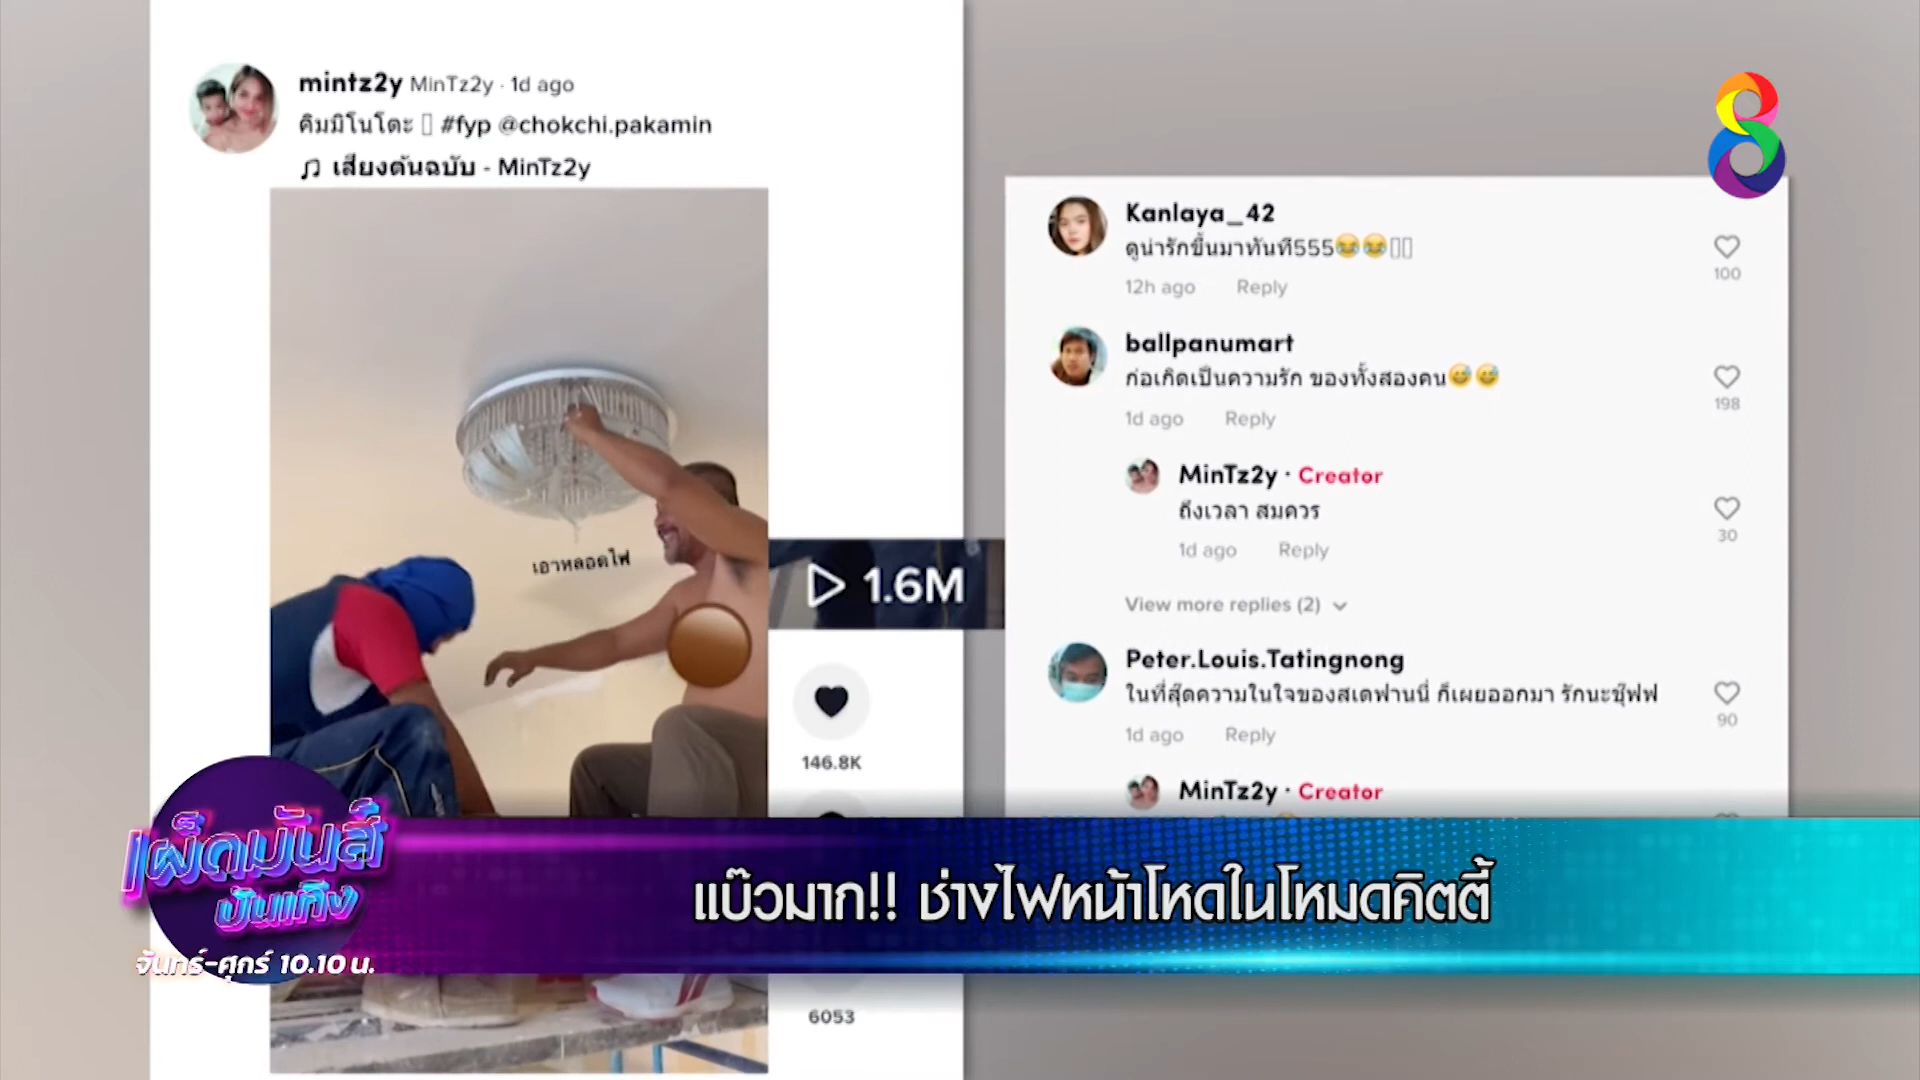 mintz2y MinTz2y · 1d ago
คิมมิโนโดะ #fyp @chokchi.pakamin
เสียงต้นฉบับ - MinTz2y
8
เอาหลอดไฟ
1.6M
146.8K
6053
Kanlaya_42
ดูน่ารักขึ้นมาทันที555😂😂
100
12h ago Reply
ballpanumart
ก่อเกิดเป็นความรัก ของทั้งสองคน😅😅
198
1d ago Reply
MinTz2y · Creator
ถึงเวลา สมควร
30
1d ago Reply
View more replies (2)
Peter.Louis.Tatingnong
ในที่สุ๊ดความในใจของสเตฟานนี่ ก็เผยออกมา รักนะชุ๊ฟฟ
90
1d ago Reply
MinTz2y · Creator
เผ็ดมันส์
บันเทิง
จันทร์-ศุกร์ 10.10 น.
แบ๊วมาก!! ช่างไฟหน้าโหดในโหมดคิตตี้